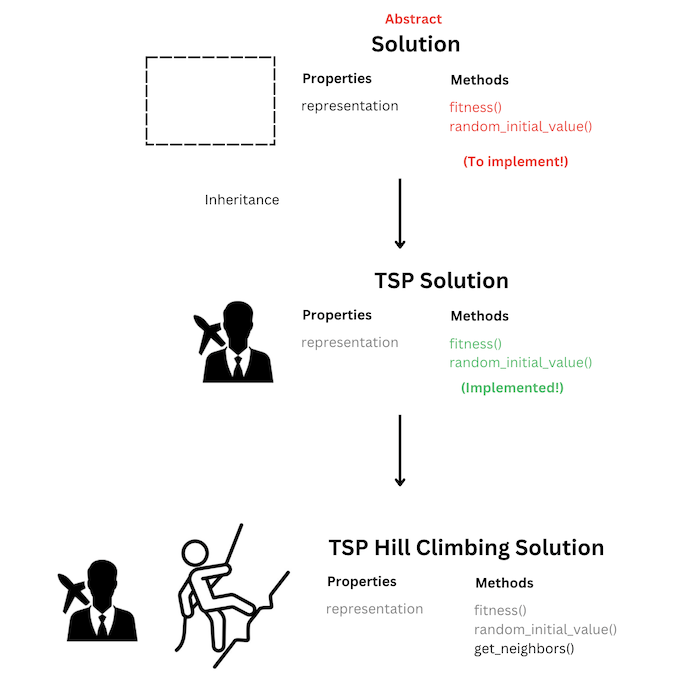 Abstract
Solution
Properties Methods
representation fitness()
random_initial_value()
(To implement!)
Inheritance
TSP Solution
Properties Methods
representation fitness()
random_initial_value()
(Implemented!)
TSP Hill Climbing Solution
Properties Methods
representation fitness()
random_initial_value()
get_neighbors()